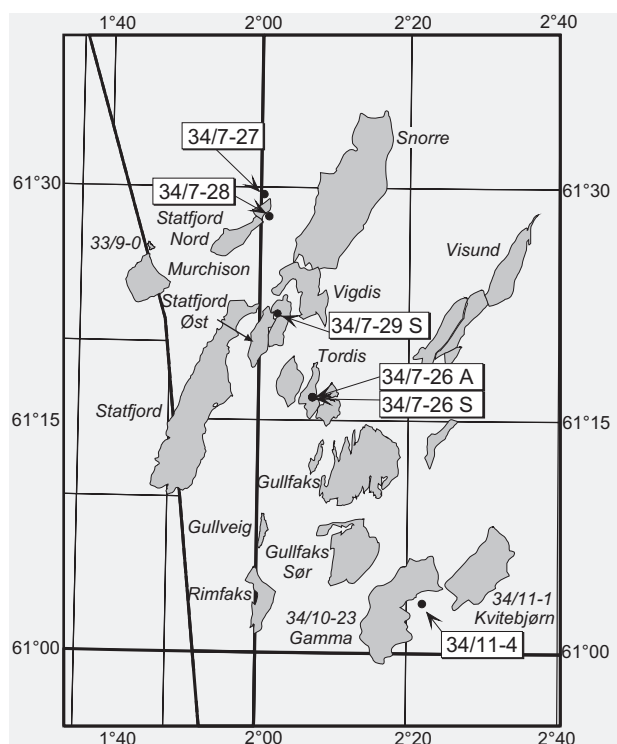 1°40 2°00 2°20 2°40
34/7-27
Snorre
61°30 61°30
34/7-28
Statfjord
Nord
33/9-0
Visund
Murchison
Vigdis
Statfjord
Øst
34/7-29 S
Tordis
34/7-26 A
34/7-26 S
Statfjord
61°15 61°15
Gullfaks
Gullveig
Gullfaks
Sør
Rimfaks
34/10-23
Gamma
34/11-1
Kvitebjørn
34/11-4
61°00 61°00
1°40 2°00 2°20 2°40